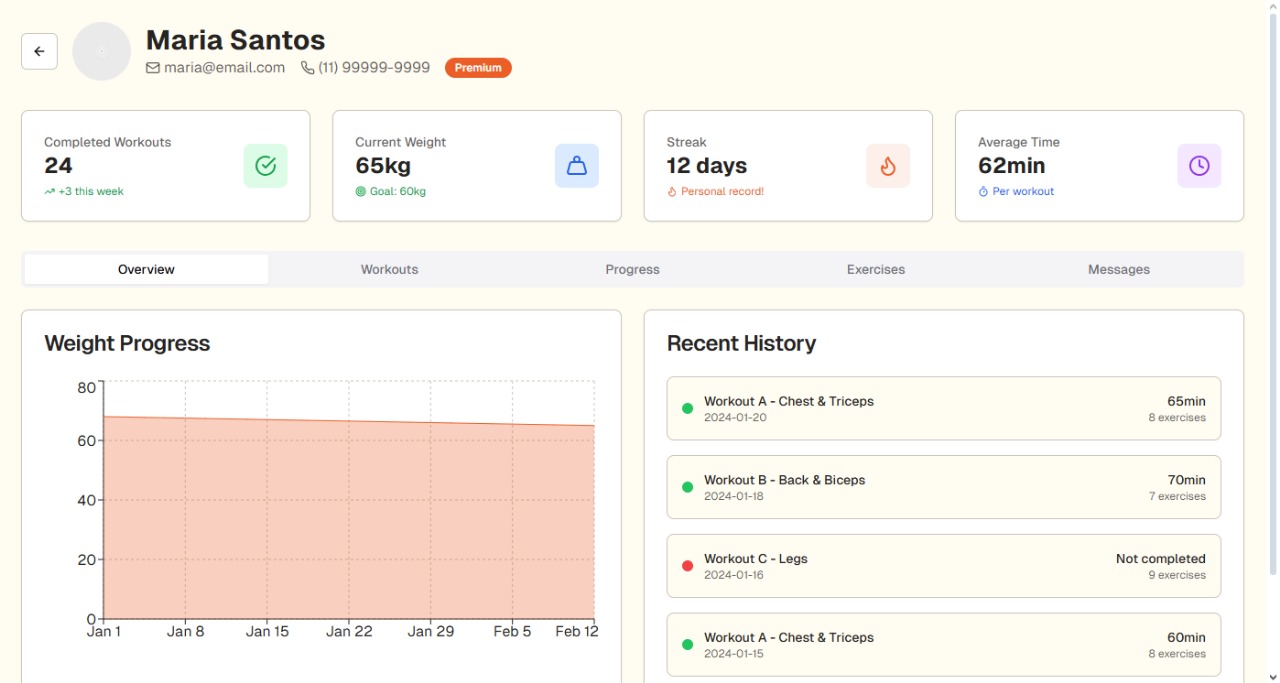 Maria Santos
maria@email.com (11) 99999-9999 Premium
Completed Workouts
24
+3 this week
Current Weight
65kg
Goal: 60kg
Streak
12 days
Personal record!
Average Time
62min
Per workout
Overview Workouts Progress Exercises Messages
Weight Progress
80
60
40
20
0
Jan 1 Jan 8 Jan 15 Jan 22 Jan 29 Feb 5 Feb 12
Recent History
Workout A - Chest & Triceps 65min
2024-01-20 8 exercises
Workout B - Back & Biceps 70min
2024-01-18 7 exercises
Workout C - Legs Not completed
2024-01-16 9 exercises
Workout A - Chest & Triceps 60min
2024-01-15 8 exercises